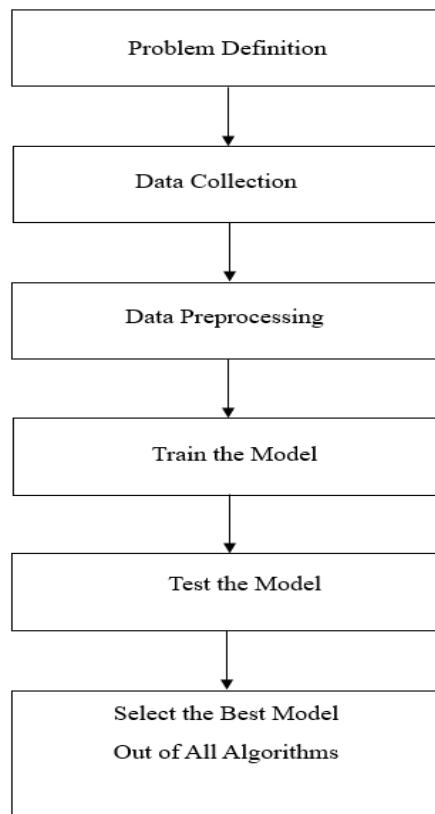 Problem Definition
Data Collection
Data Preprocessing
Train the Model
Test the Model
Select the Best Model
Out of All Algorithms